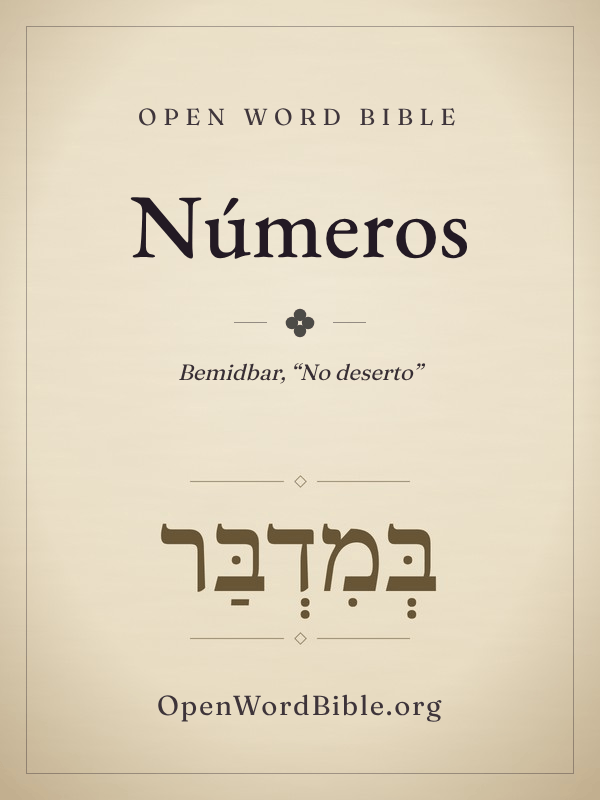 OPEN WORD BIBLE
Números
Bemidbar, “No deserto”
בְּמִדְבַּר
OpenWordBible.org